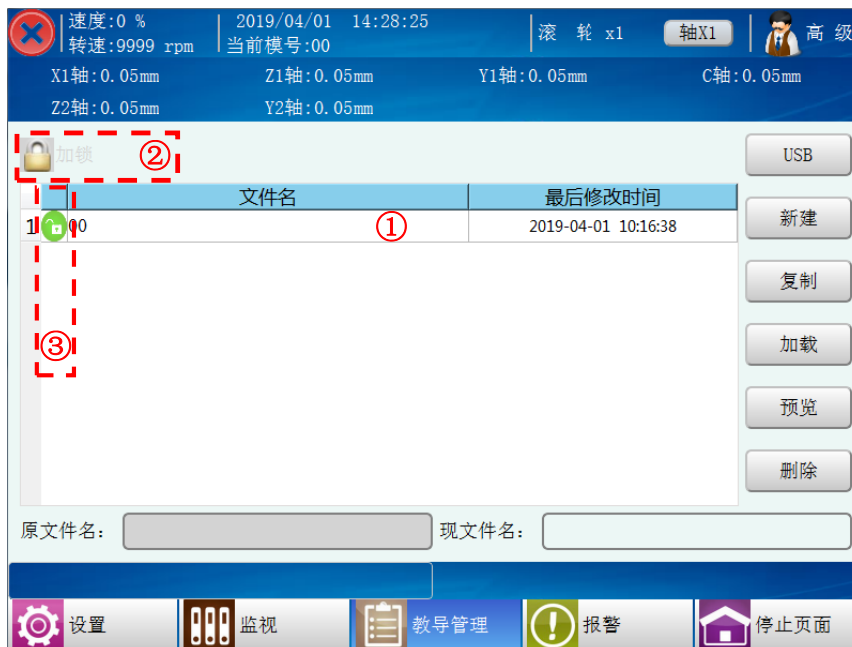 速度:0 %
转速:9999 rpm
2019/04/01 14:28:25
当前模号:00
滚 轮 x1
轴X1
高 级
X1轴:0.05mm Z1轴:0.05mm Y1轴:0.05mm C轴:0.05mm
Z2轴:0.05mm Y2轴:0.05mm
加锁 ②
USB
文件名 最后修改时间
1 00 ① 2019-04-01 10:16:38
新建
复制
③
加载
预览
删除
原文件名: 现文件名:
设置 监视 教导管理 报警 停止页面